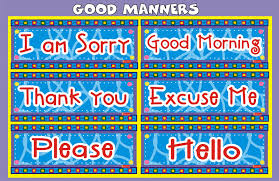 GOOD MANNERS
I am Sorry
Good Morning
Thank you
Excuse Me
Please
Hello